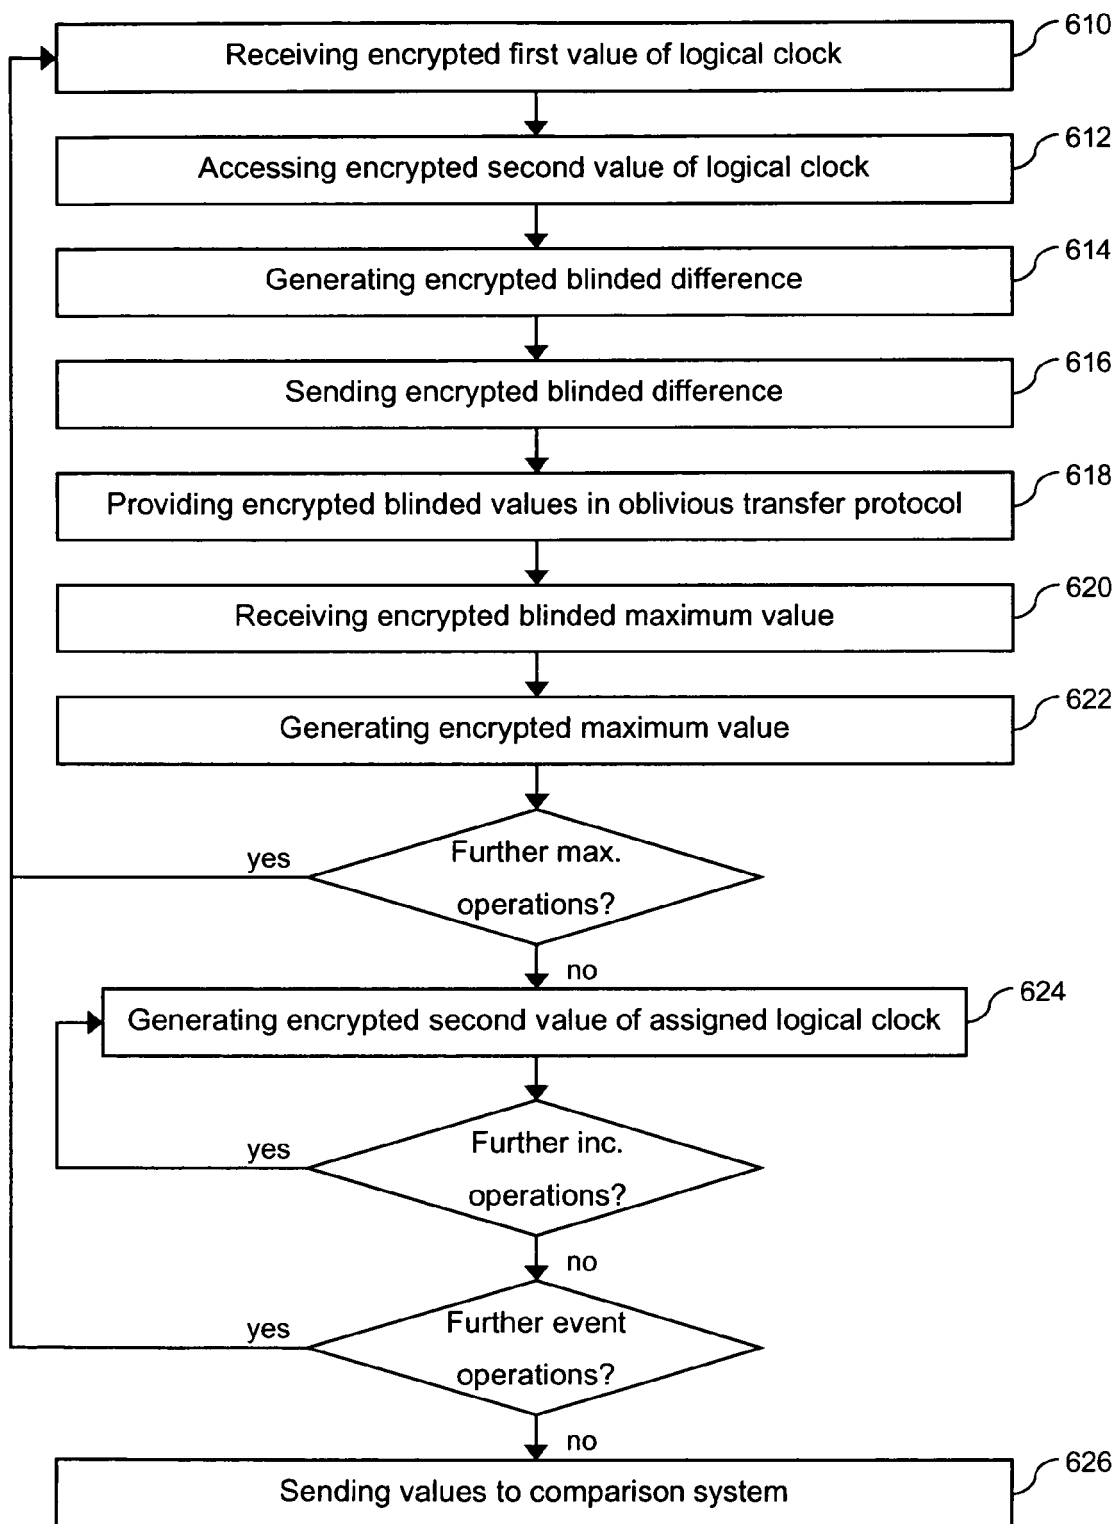 610
Receiving encrypted first value of logical clock
612
Accessing encrypted second value of logical clock
614
Generating encrypted blinded difference
616
Sending encrypted blinded difference
618
Providing encrypted blinded values in oblivious transfer protocol
620
Receiving encrypted blinded maximum value
622
Generating encrypted maximum value
yes
Further max.
operations?
no
624
Generating encrypted second value of assigned logical clock
yes
Further inc.
operations?
no
yes
Further event
operations?
no
626
Sending values to comparison system